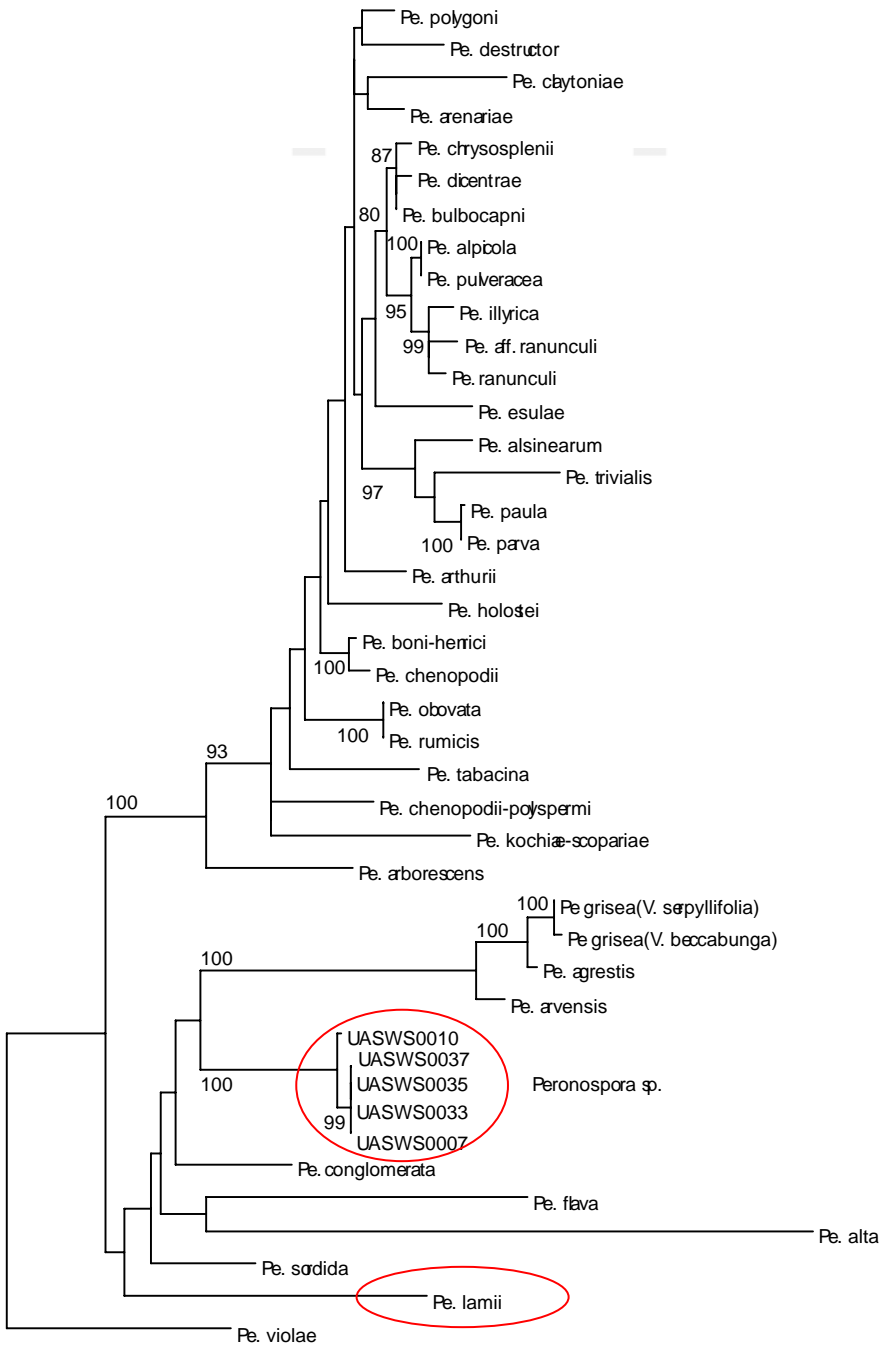 Pe. polygoni
Pe. destructor
Pe. claytoniae
Pe. arenariae
87
Pe. chrysosplenii
Pe. dicentrae
80
Pe. bulbocapni
100
Pe. alpicola
Pe. pulveracea
95
Pe. illyrica
99
Pe. aff. ranunculi
Pe. ranunculi
Pe. esulae
Pe. alsinearum
97
Pe. trivialis
Pe. paula
100
Pe. parva
Pe. arthurii
Pe. holostei
Pe. boni-henrici
100
Pe. chenopodii
Pe. obovata
100
Pe. rumicis
93
Pe. tabacina
100
Pe. chenopodii-polyspermi
Pe. kochiae-scopariae
Pe. arborescens
100
Pe grisea(V. serpyllifolia)
100
Pe grisea(V. beccabunga)
100
Pe. agrestis
Pe. arvensis
UASWS0010
UASWS0037
100
UASWS0035
Peronospora sp.
UASWS0033
99
UASWS0007
Pe. conglomerata
Pe. flava
Pe. alta
Pe. sordida
Pe. lamii
Pe. violae